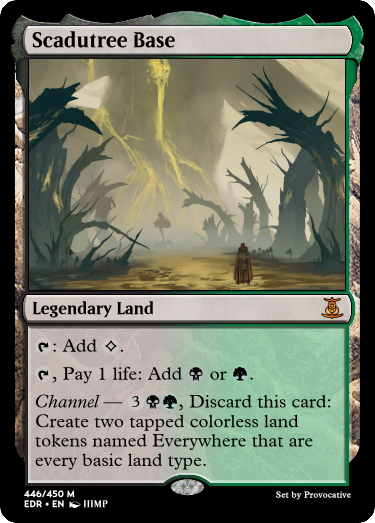 Scadutree Base
Legendary Land
: Add .
, Pay 1 life: Add or .
Channel — 3 , Discard this card:
Create two tapped colorless land
tokens named Everywhere that are
every basic land type.
446/450 M
EDR • EN IIIMP
Set by Provocative